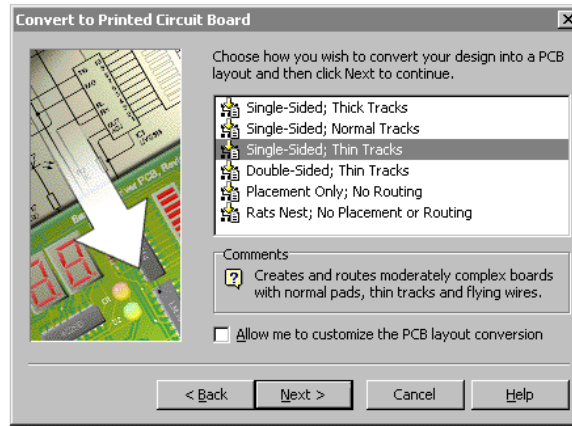 Convert to Printed Circuit Board
Choose how you wish to convert your design into a PCB
layout and then click Next to continue.
Single-Sided; Thick Tracks
Single-Sided; Normal Tracks
Single-Sided; Thin Tracks
Double-Sided; Thin Tracks
Placement Only; No Routing
Rats Nest; No Placement or Routing
Comments
Creates and routes moderately complex boards
with normal pads, thin tracks and flying wires.
Allow me to customize the PCB layout conversion
< Back
Next >
Cancel
Help